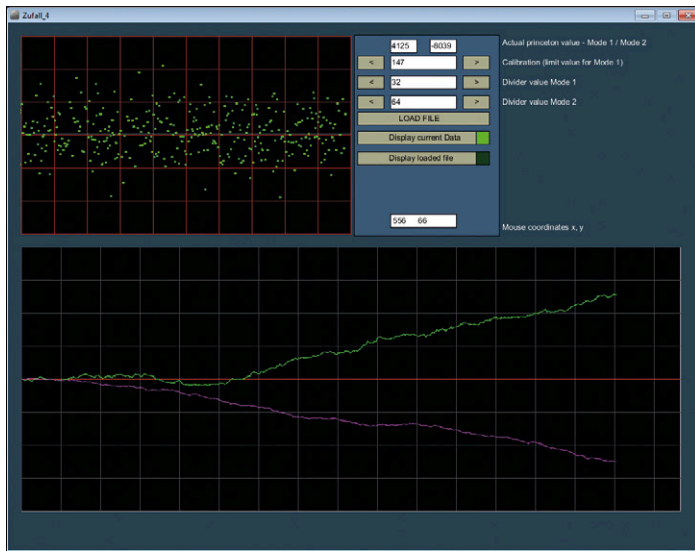 Zufall_4
4125 -8039 Actual princeton value - Mode 1 / Mode 2
< 147 > Calibration (limit value for Mode 1)
< 32 > Divider value Mode 1
< 64 > Divider value Mode 2
LOAD FILE
Display current Data
Display loaded file
556 66 Mouse coordinates x, y